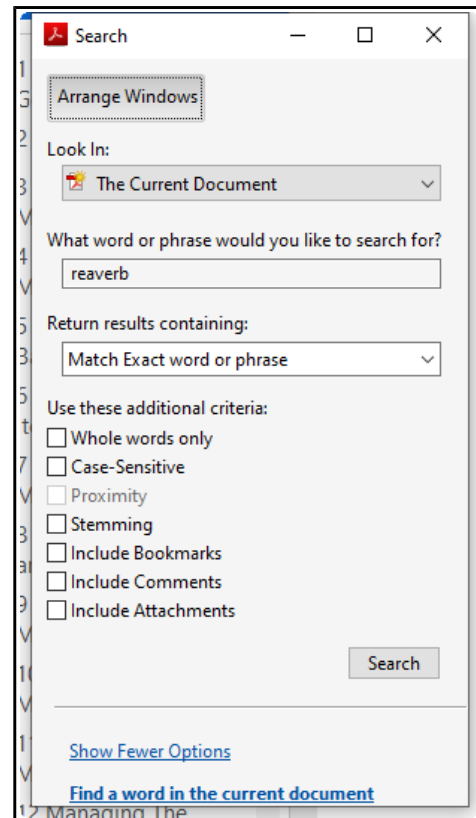 Search
Arrange Windows
Look In:
The Current Document
What word or phrase would you like to search for?
reaverb
Return results containing:
Match Exact word or phrase
Use these additional criteria:
Whole words only
Case-Sensitive
Proximity
Stemming
Include Bookmarks
Include Comments
Include Attachments
Search
Show Fewer Options
Find a word in the current document
12 Managing The